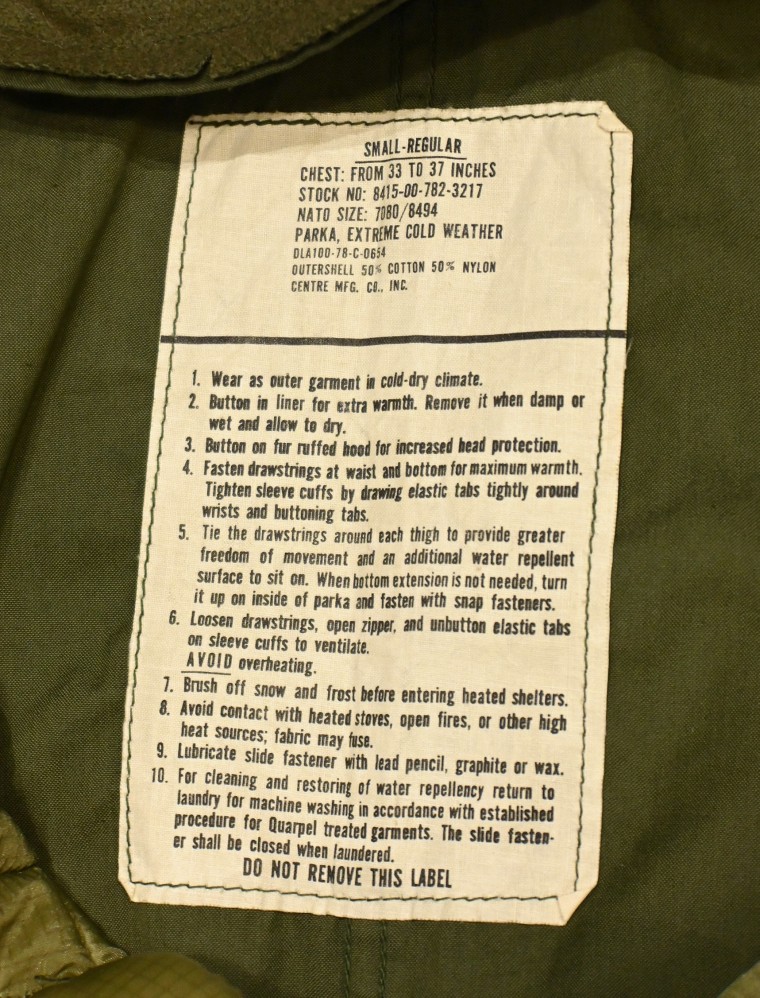 SMALL-REGULAR
CHEST: FROM 33 TO 37 INCHES
STOCK NO: 8415-00-782-3217
NATO SIZE: 7080/8494
PARKA, EXTREME COLD WEATHER
DLA100-78-C-0654
OUTERSHELL 50% COTTON 50% NYLON
CENTRE MFG. CO., INC.
1. Wear as outer garment in cold-dry climate.
2. Button in liner for extra warmth. Remove it when damp or
wet and allow to dry.
3. Button on fur ruffed hood for increased head protection.
4. Fasten drawstrings at waist and bottom for maximum warmth.
Tighten sleeve cuffs by drawing elastic tabs tightly around
wrists and buttoning tabs.
5. Tie the drawstrings around each thigh to provide greater
freedom of movement and an additional water repellent
surface to sit on. When bottom extension is not needed, turn
it up on inside of parka and fasten with snap fasteners.
6. Loosen drawstrings, open zipper, and unbutton elastic tabs
on sleeve cuffs to ventilate.
AVOID overheating.
7. Brush off snow and frost before entering heated shelters.
8. Avoid contact with heated stoves, open fires, or other high
heat sources; fabric may fuse.
9. Lubricate slide fastener with lead pencil, graphite or wax.
10. For cleaning and restoring of water repellency return to
laundry for machine washing in accordance with established
procedure for Quarpel treated garments. The slide fasten-
er shall be closed when laundered.
DO NOT REMOVE THIS LABEL